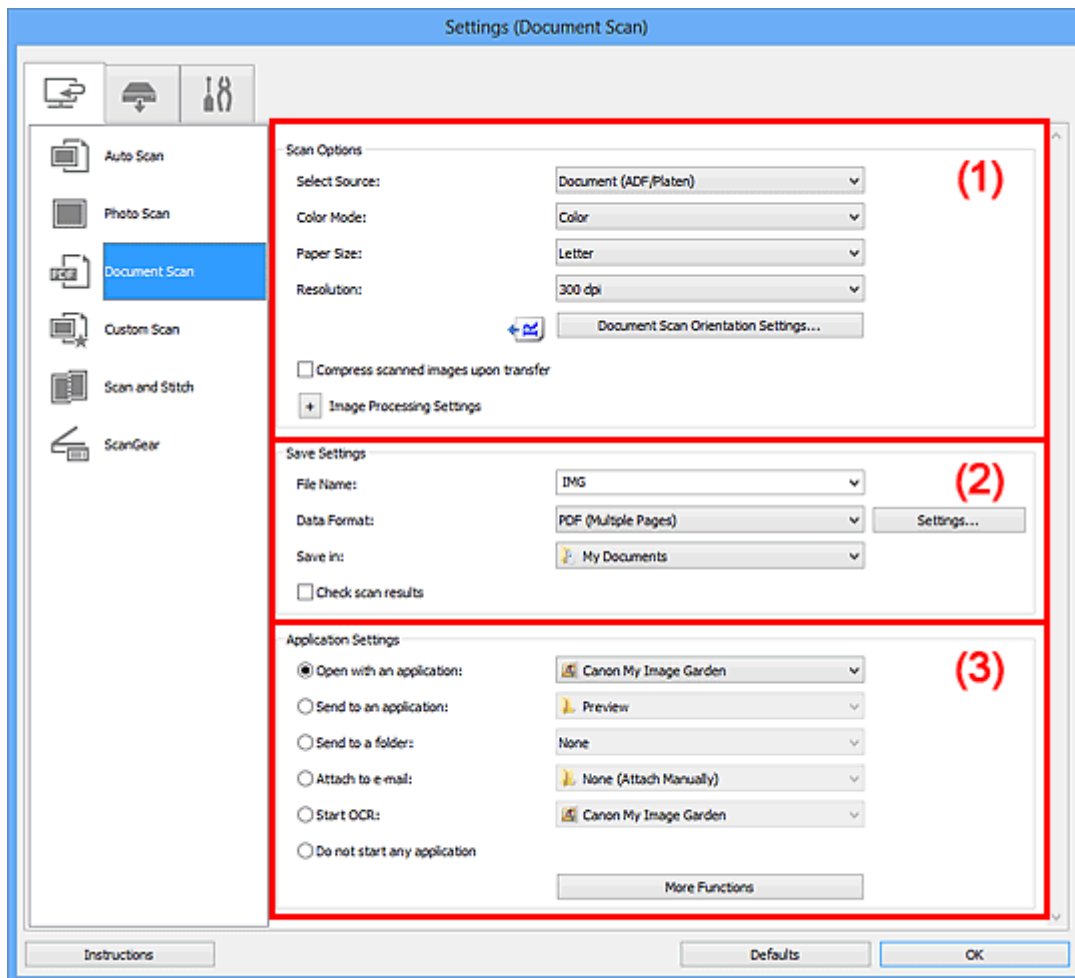 Settings (Document Scan)
Auto Scan
Photo Scan
PDF
Document Scan
Custom Scan
Scan and Stitch
ScanGear
(1)
Scan Options
Select Source: Document (ADF/Platen)
Color Mode: Color
Paper Size: Letter
Resolution: 300 dpi
R Document Scan Orientation Settings...
Compress scanned images upon transfer
+ Image Processing Settings
(2)
Save Settings
File Name: IMG
Data Format: PDF (Multiple Pages) Settings...
Save in: My Documents
Check scan results
(3)
Application Settings
Open with an application: Canon My Image Garden
Send to an application: Preview
Send to a folder: None
Attach to e-mail: None (Attach Manually)
Start OCR: Canon My Image Garden
Do not start any application
More Functions
Instructions Defaults OK